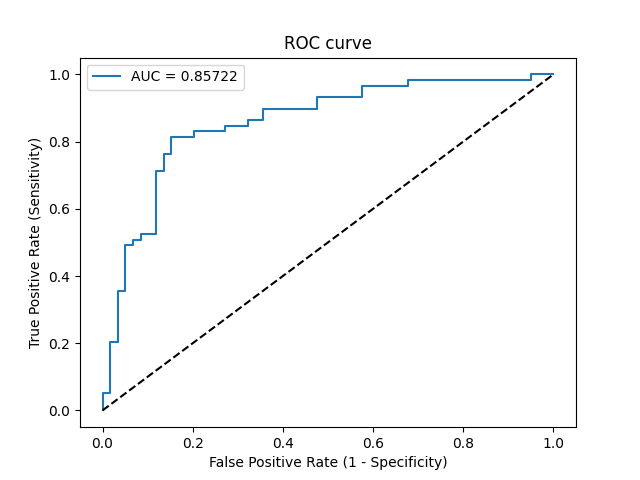 ROC curve
AUC = 0.85722
1.0
0.8
0.6
0.4
0.2
0.0
True Positive Rate (Sensitivity)
0.0 0.2 0.4 0.6 0.8 1.0
False Positive Rate (1 - Specificity)